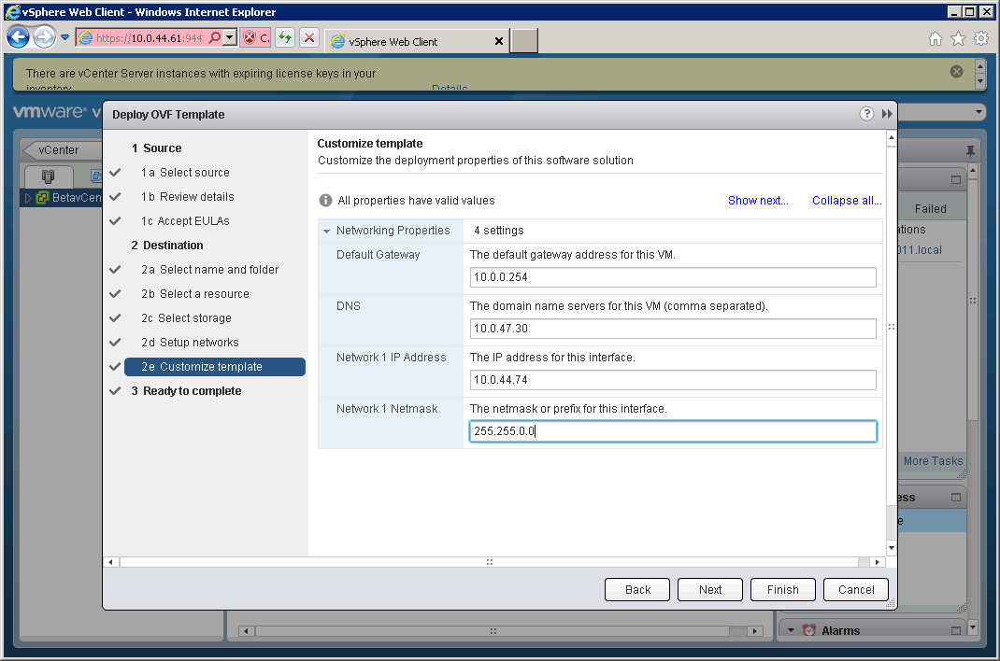 vSphere Web Client - Windows Internet Explorer
https://10.0.44.61:944
C.
vSphere Web Client
There are vCenter Server instances with expiring license keys in your
inventory
Details
vmware® v
Deploy OVF Template
vCenter
BetavCen
1 Source
1a Select source
1b Review details
1c Accept EULAs
2 Destination
2a Select name and folder
2b Select a resource
2c Select storage
2d Setup networks
2e Customize template
3 Ready to complete
Customize template
Customize the deployment properties of this software solution
All properties have valid values
Show next...
Collapse all...
Networking Properties
4 settings
Default Gateway
The default gateway address for this VM.
10.0.0.254
DNS
The domain name servers for this VM (comma separated).
10.0.47.30
Network 1 IP Address
The IP address for this interface.
10.0.44.74
Network 1 Netmask
The netmask or prefix for this interface.
255.255.0.0
Back
Next
Finish
Cancel
Failed
ations
011.local
More Tasks
ess
e
Alarms